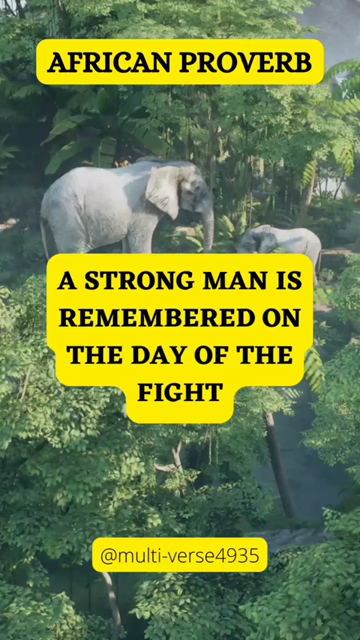 AFRICAN PROVERB
A STRONG MAN IS
REMEMBERED ON
THE DAY OF THE
FIGHT
@multi-verse4935